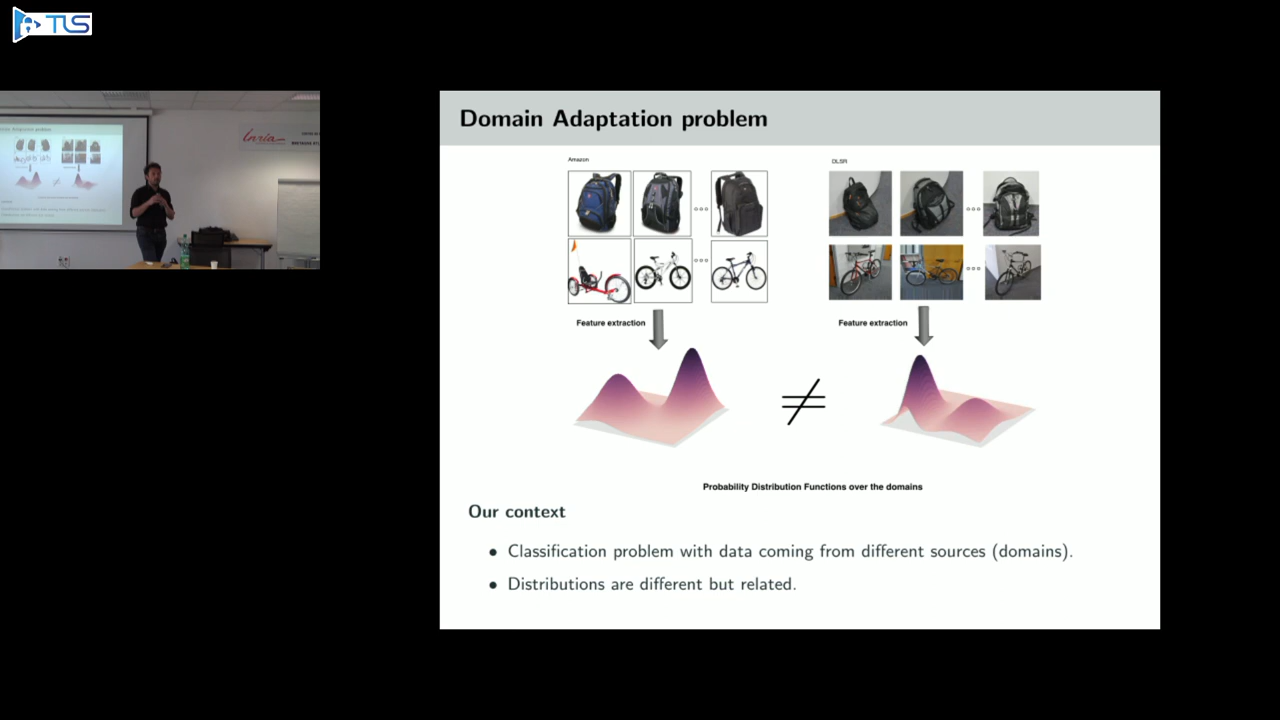 TLS
Inria
Domain Adaptation problem
Amazon
DLSR
Feature extraction
Feature extraction
≠
Probability Distribution Functions over the domains
Our context
• Classification problem with data coming from different sources (domains).
• Distributions are different but related.